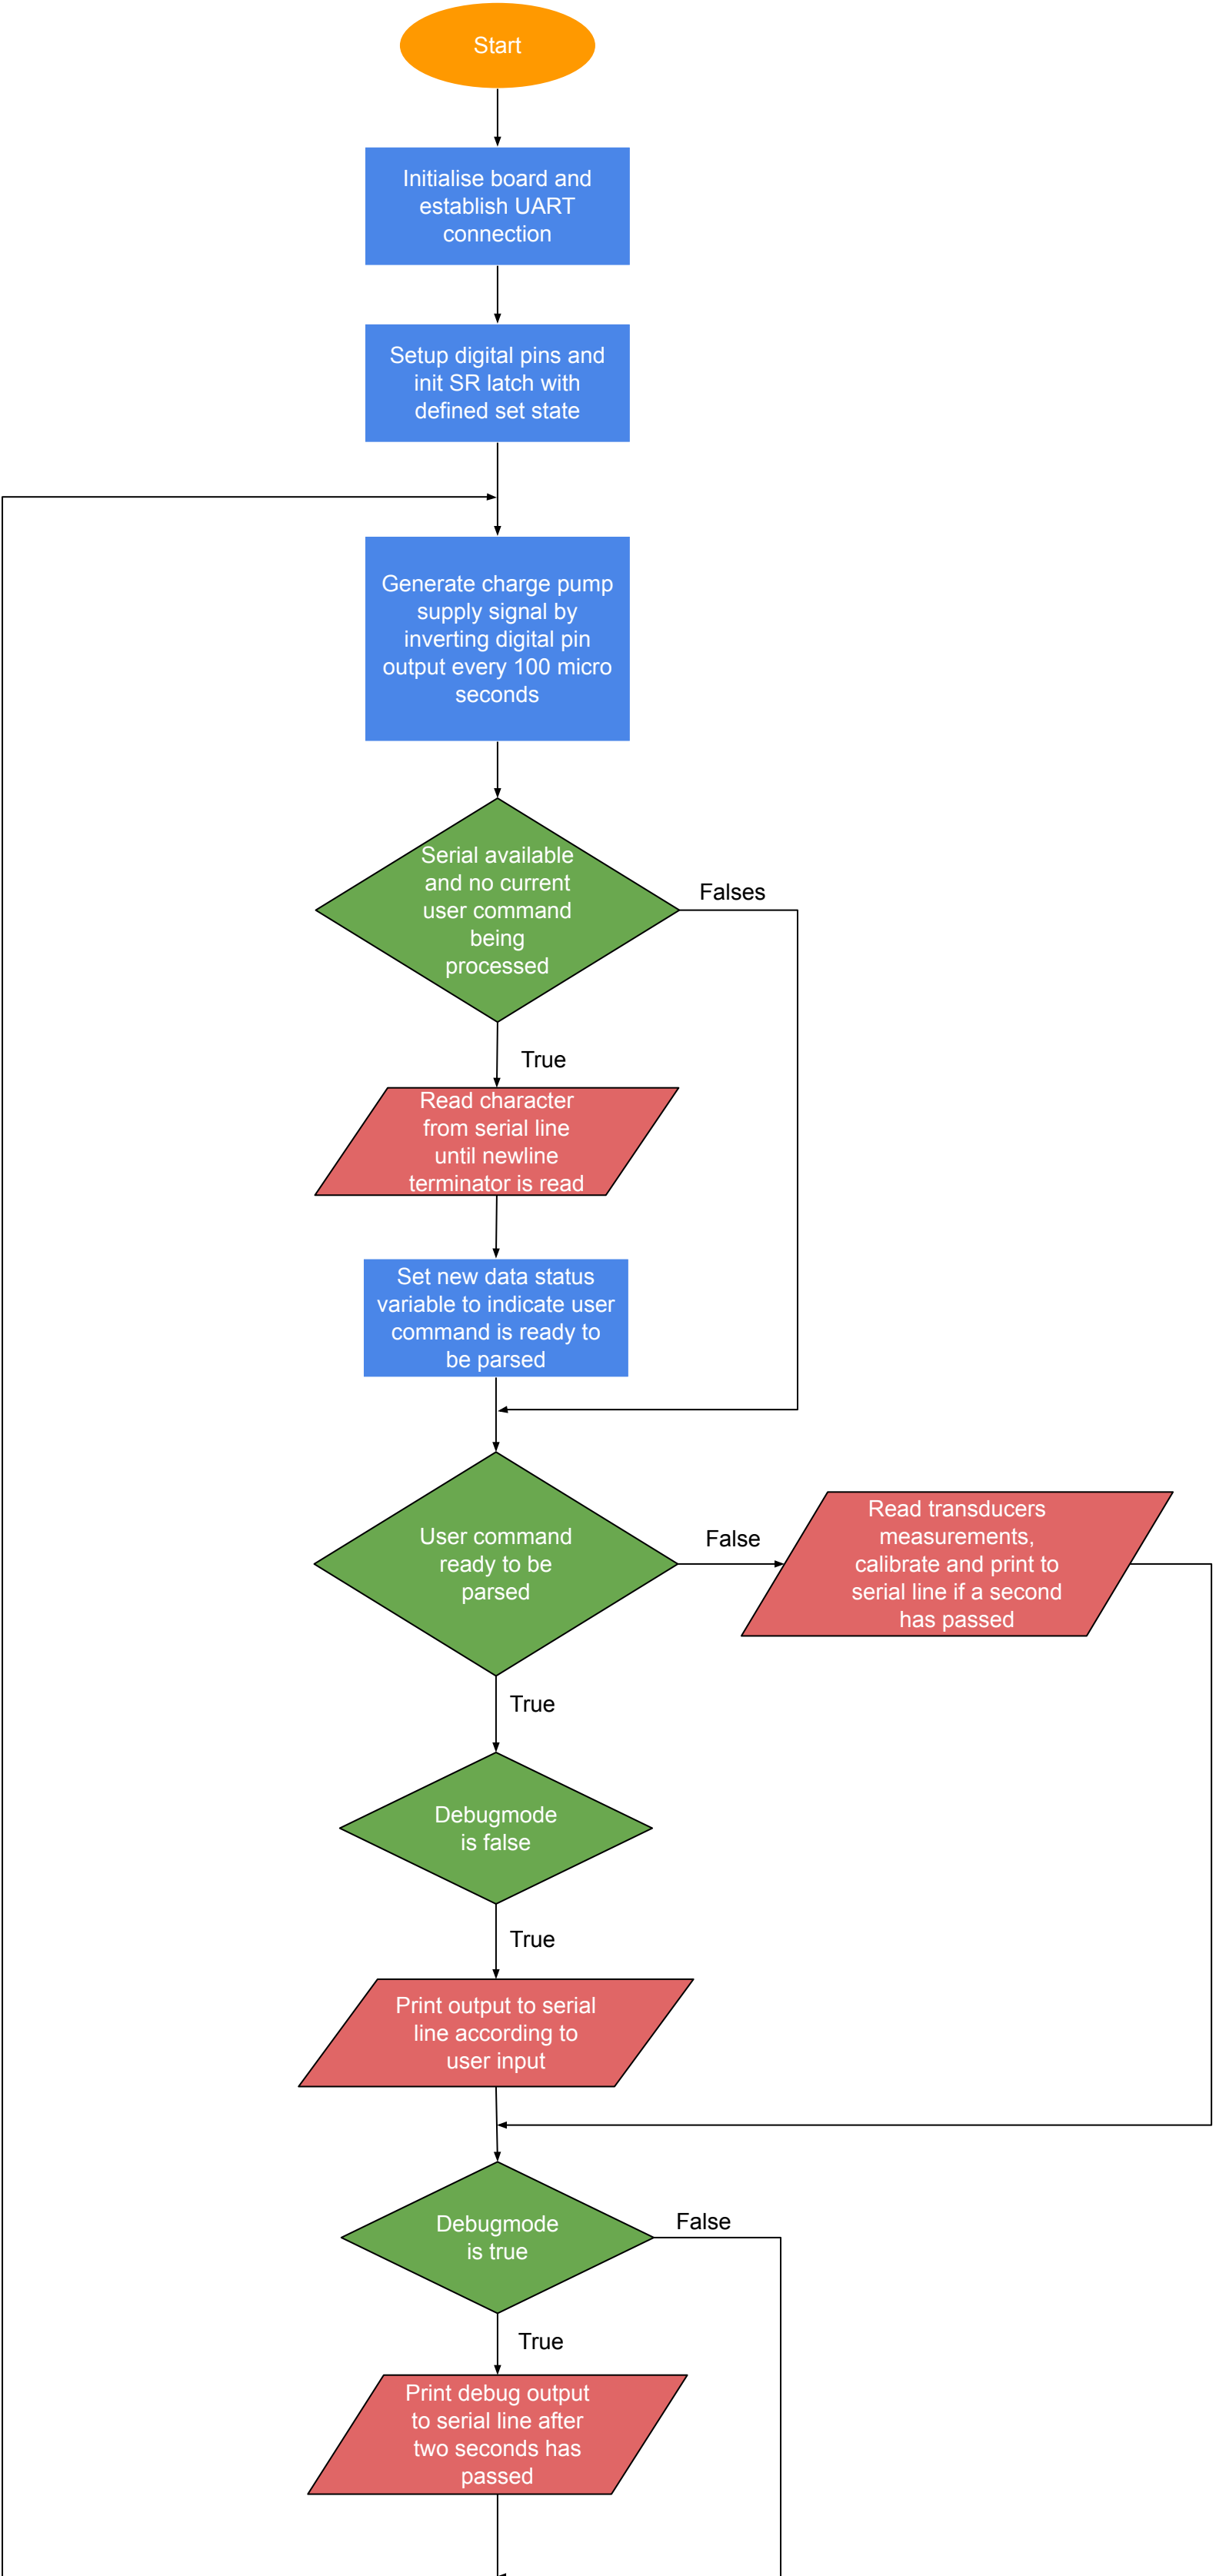 Start
Initialise board and
establish UART
connection
Setup digital pins and
init SR latch with
defined set state
Generate charge pump
supply signal by
inverting digital pin
output every 100 micro
seconds
Serial available
and no current
user command
being
processed
Falses
True
Read character
from serial line
until newline
terminator is read
Set new data status
variable to indicate user
command is ready to
be parsed
User command
ready to be
parsed
False
Read transducers
measurements,
calibrate and print to
serial line if a second
has passed
True
Debugmode
is false
True
Print output to serial
line according to
user input
Debugmode
is true
False
True
Print debug output
to serial line after
two seconds has
passed